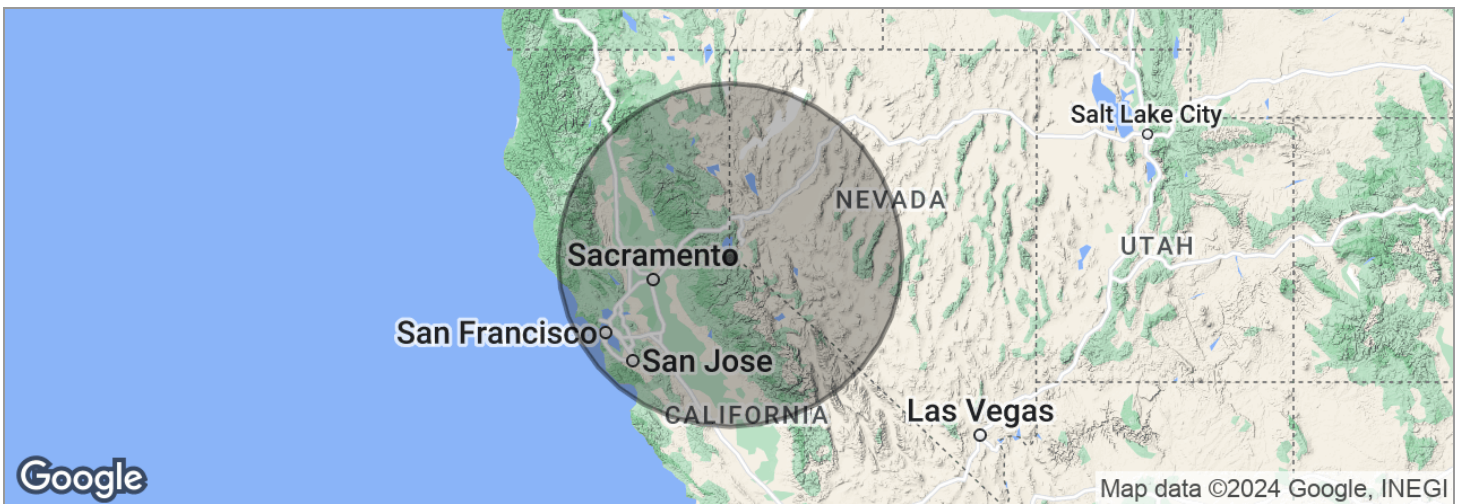 Salt Lake City
NEVADA
UTAH
Sacramento
San Francisco
San Jose
CALIFORNIA
Las Vegas
Google
Map data ©2024 Google, INEGI